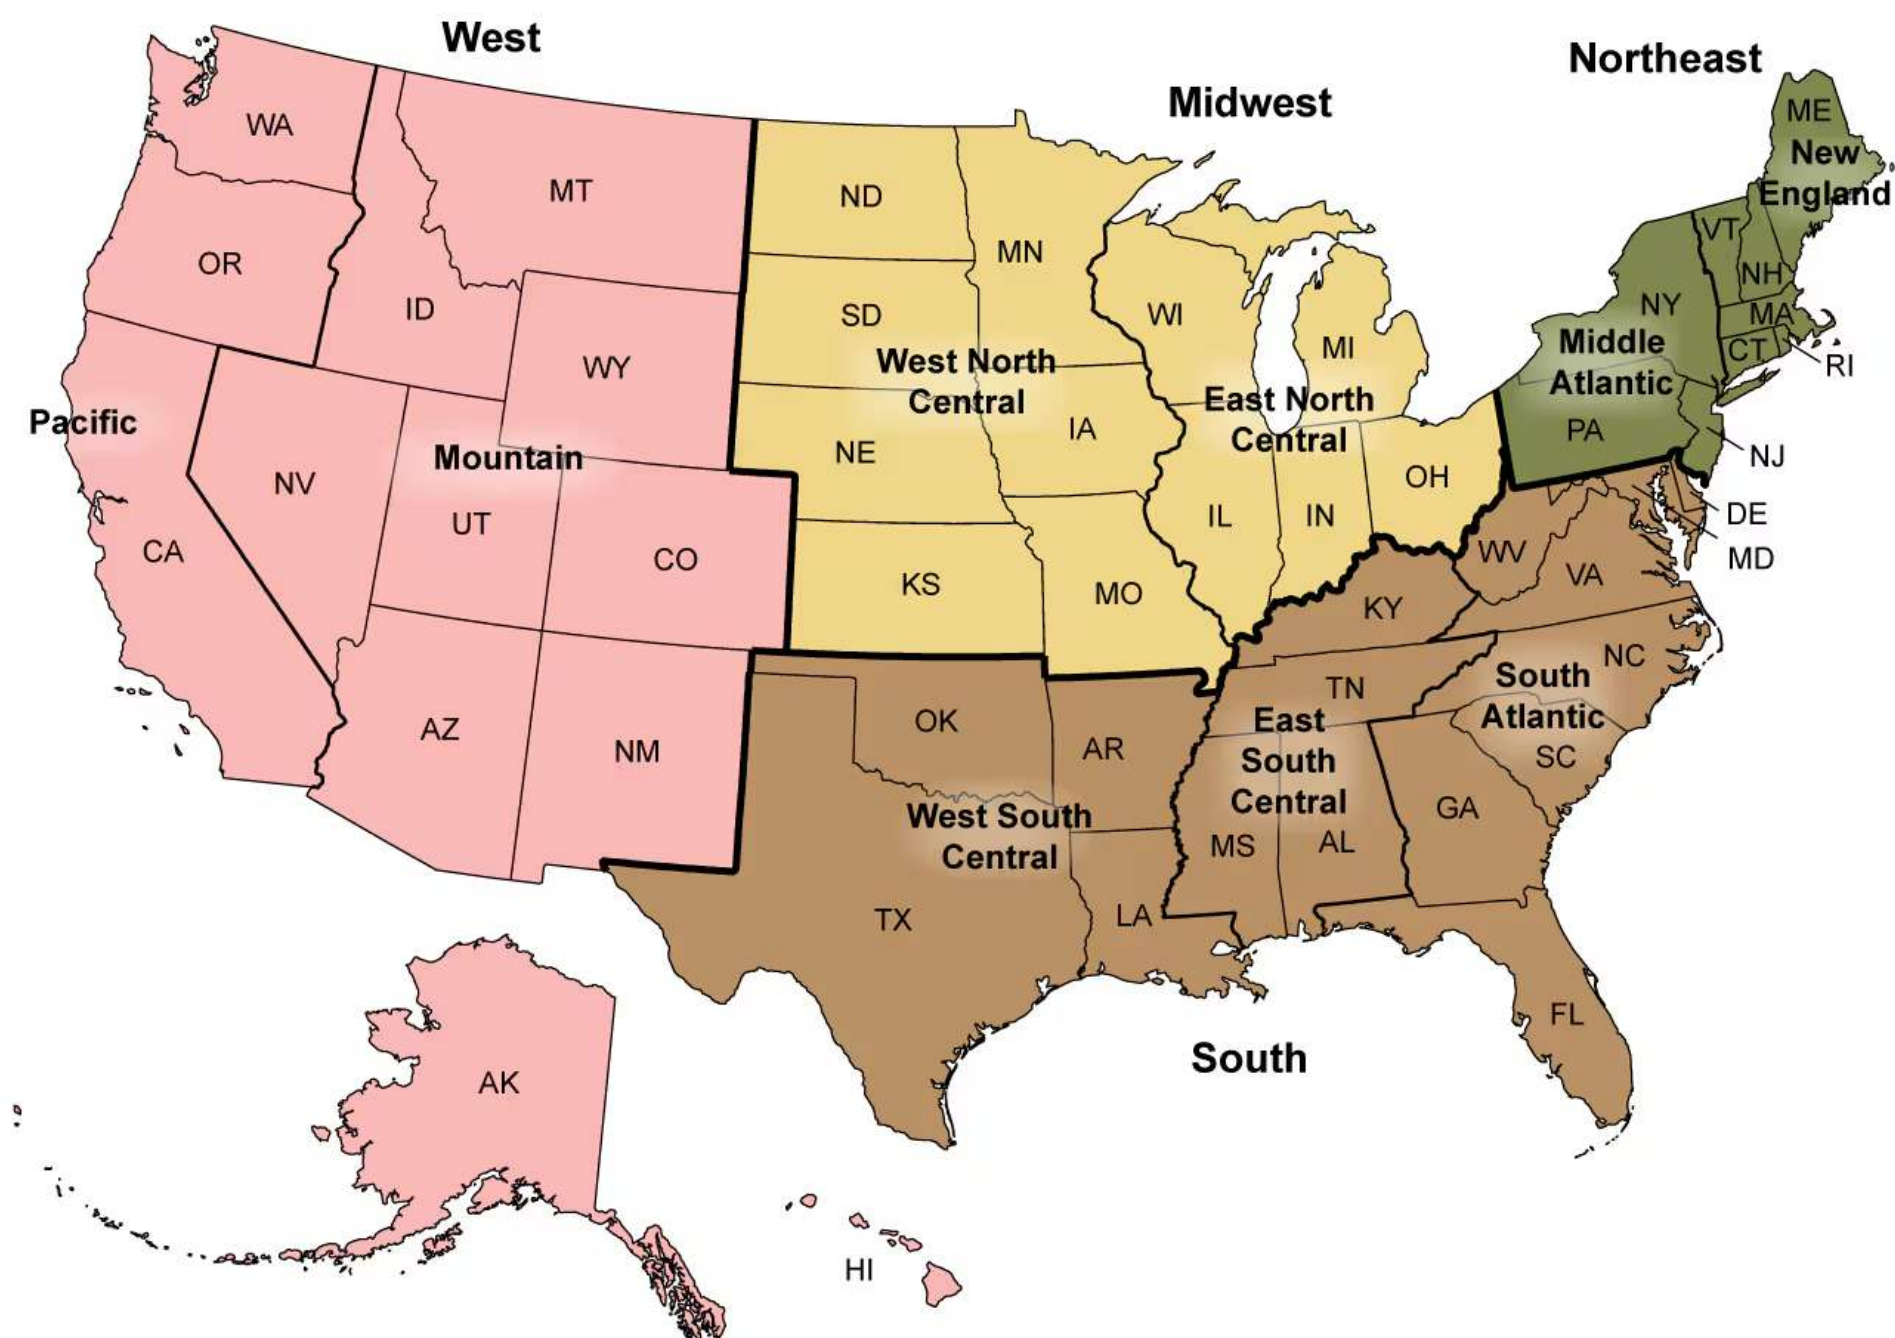 West
Northeast
Midwest
ME
New
England
WA
MT
ND
MN
VT
NH
OR
ID
SD
WI
MI
NY
MA
CT
RI
Middle
Atlantic
WY
West North
Central
East North
Central
Pacific
Mountain
IA
NE
PA
NJ
NV
UT
CA
CO
KS
MO
IL
IN
OH
WV
VA
DE
MD
KY
NC
South
Atlantic
TN
SC
East
South
Central
AZ
NM
OK
AR
GA
West South
Central
MS
AL
TX
LA
FL
South
AK
HI